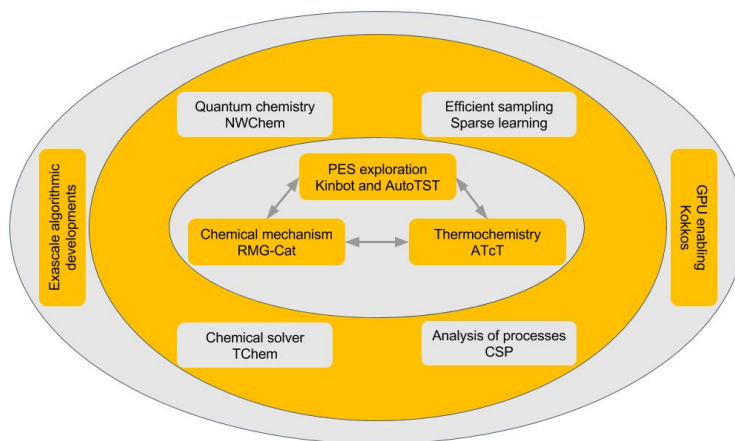 Quantum chemistry
NWChem
Efficient sampling
Sparse learning
PES exploration
Kinbot and AutoTST
Exascale algorithmic
developments
Chemical mechanism
RMG-Cat
Thermochemistry
ATcT
GPU enabling
Kokkos
Chemical solver
TChem
Analysis of processes
CSP